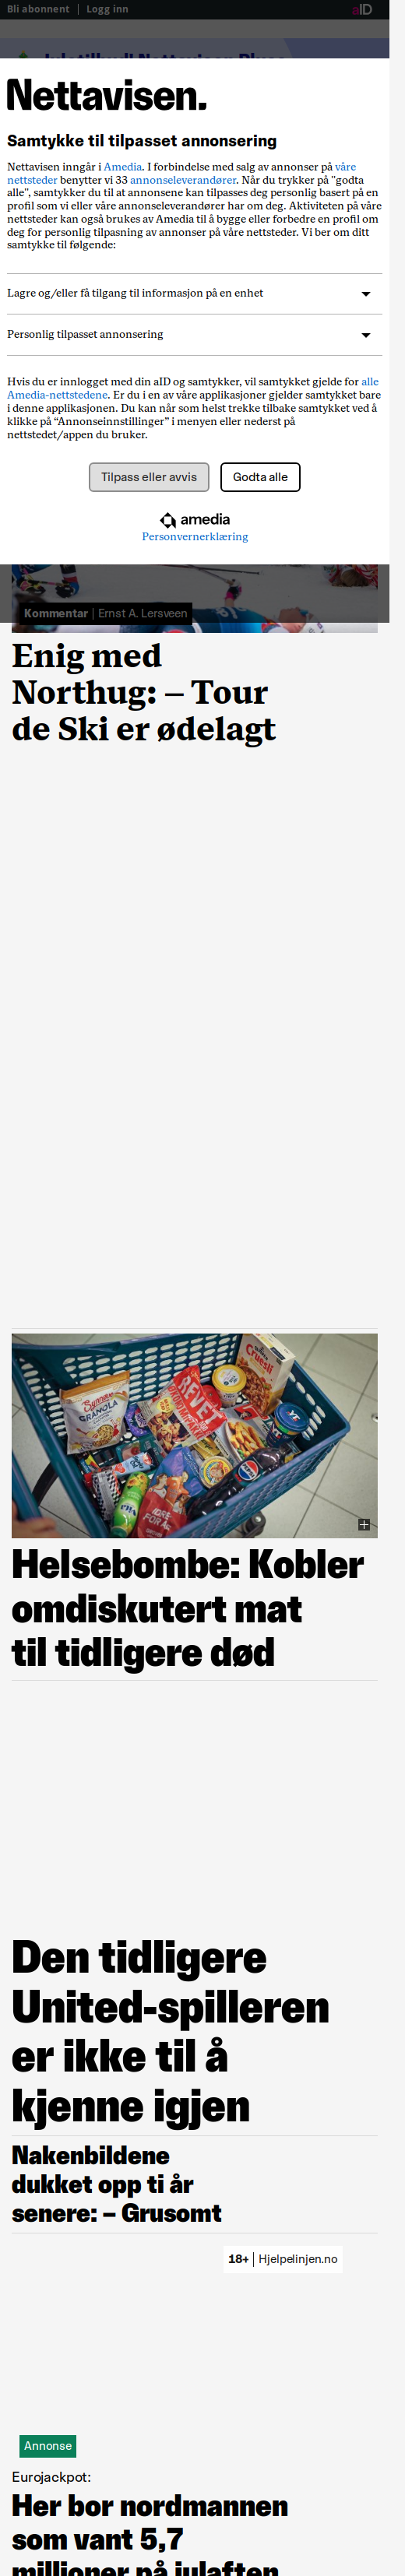 Bli abonnent | Logg inn
aID
Nettavisen.
Samtykke til tilpasset annonsering
Nettavisen inngår i Amedia. I forbindelse med salg av annonser på våre
nettsteder benytter vi 33 annonseleverandører. Når du trykker på "godta
alle", samtykker du til at annonsene kan tilpasses deg personlig basert på en
profil som vi eller våre annonseleverandører har om deg. Aktiviteten på våre
nettsteder kan også brukes av Amedia til å bygge eller forbedre en profil om
deg for personlig tilpasning av annonser på våre nettsteder. Vi ber om ditt
samtykke til følgende:
Lagre og/eller få tilgang til informasjon på en enhet
Personlig tilpasset annonsering
Hvis du er innlogget med din aID og samtykker, vil samtykket gjelde for alle
Amedia-nettstedene. Er du i en av våre applikasjoner gjelder samtykket bare
i denne applikasjonen. Du kan når som helst trekke tilbake samtykket ved å
klikke på “Annonseinnstillinger” i menyen eller nederst på
nettstedet/appen du bruker.
Tilpass eller avvis
Godta alle
amedia
Personvernerklæring
Kommentar | Ernst A. Lersveen
Enig med
Northug: – Tour
de Ski er ødelagt
GRANOLA
Cruesli
Helsebombe: Kobler
omdiskutert mat
til tidligere død
Den tidligere
United-spilleren
er ikke til å
kjenne igjen
Nakenbildene
dukket opp ti år
senere: – Grusomt
18+ | Hjelpelinjen.no
Annonse
Eurojackpot:
Her bor nordmannen
som vant 5,7
millioner på julaften